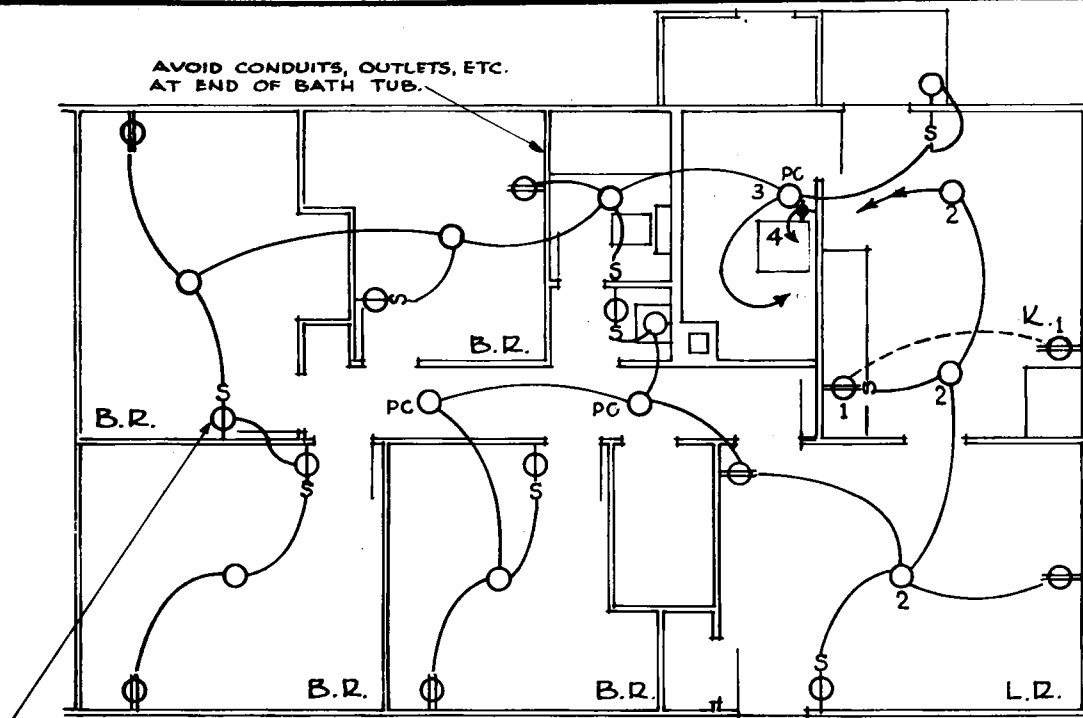 AVOID CONDUITS, OUTLETS, ETC.
AT END OF BATH TUB.
S
PC
3
2
4
S
S
K.
1
B.R.
S
S
1
2
S
PC
PC
B.R.
S
S
2
S
B.R.
B.R.
L.R.